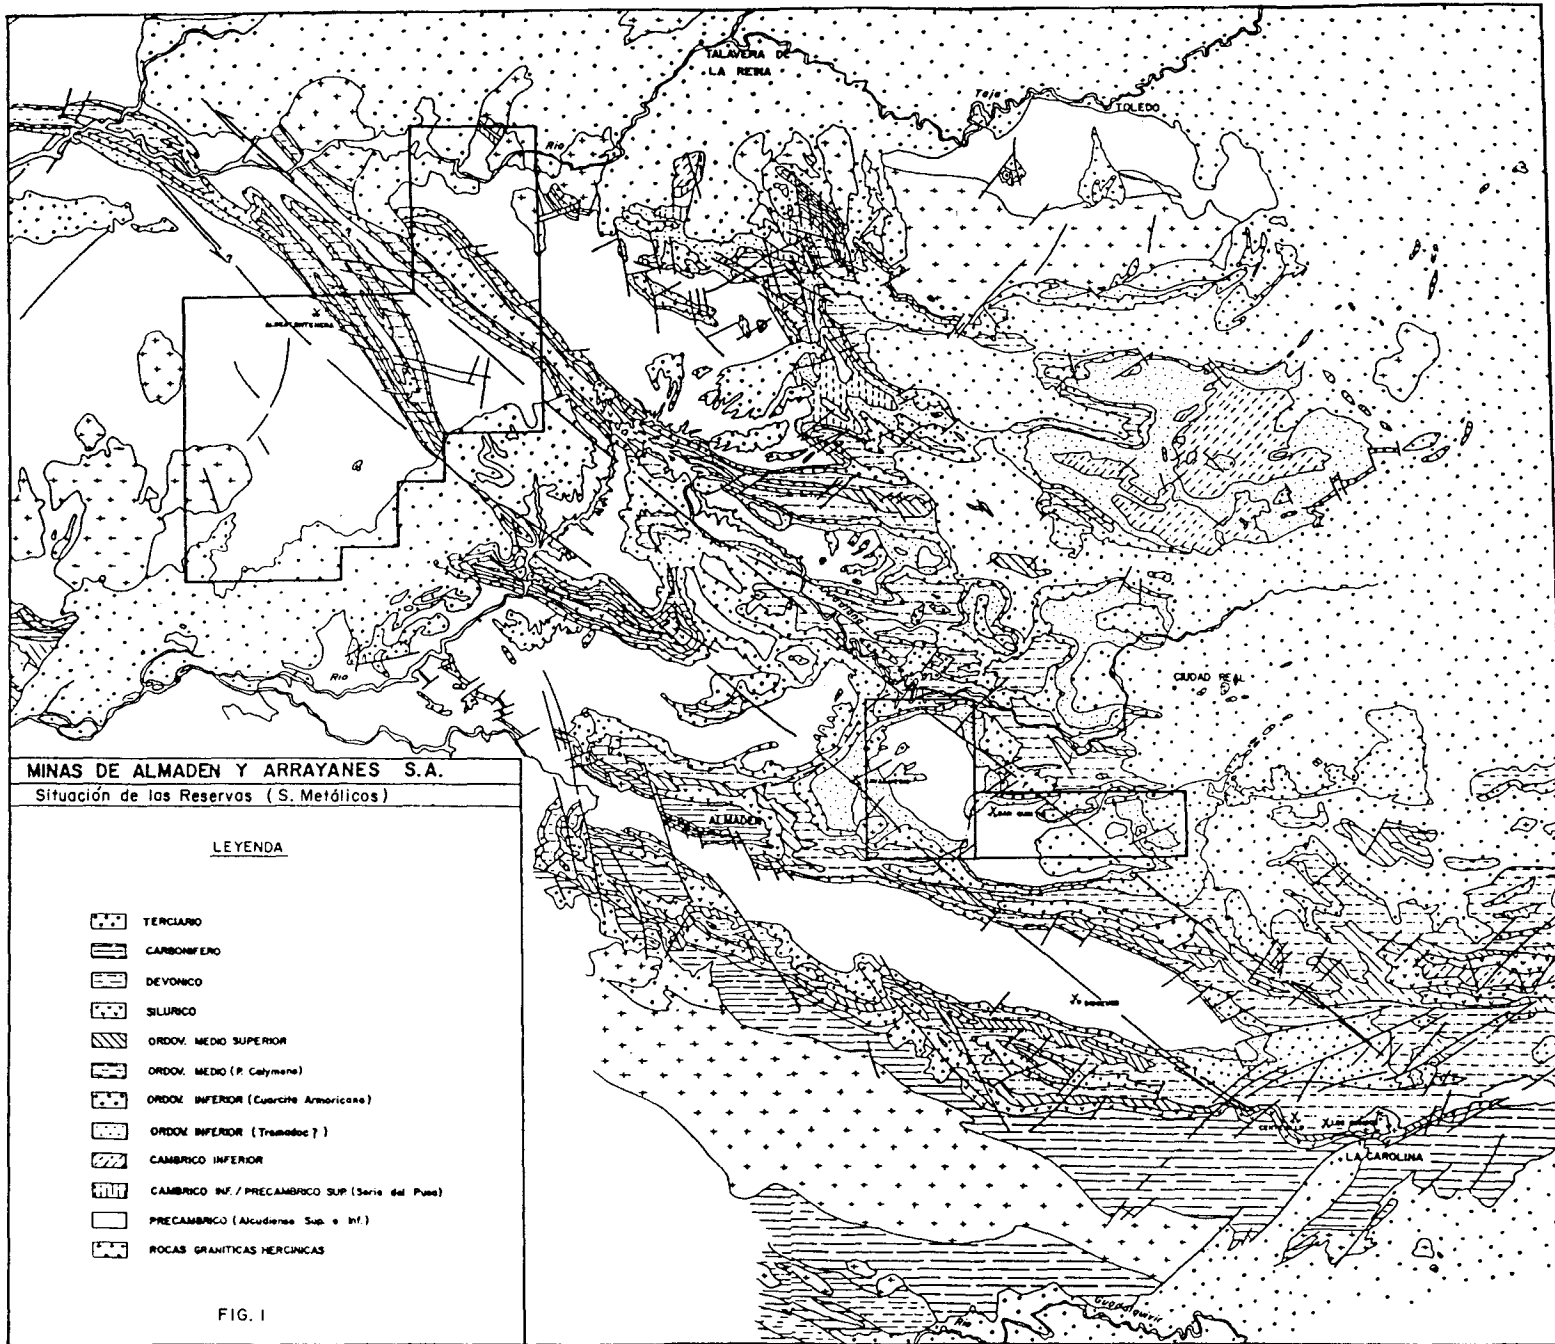 TALAVERA DE
LA REINA
Tajo
TOLEDO
Rio
Rio
CIUDAD REAL
MINAS DE ALMADEN Y ARRAYANES S.A.
Situación de las Reservas (S. Metálicos)
ALMADEN
LEYENDA
TERCIARIO
CARBONIFERO
DEVONICO
SILURICO
ORDOV. MEDIO SUPERIOR
ORDOV. MEDIO (P. Calymene)
ORDOV. INFERIOR (Cuarcita Armoricana)
ORDOV. INFERIOR (Tremadoc ?)
CAMBRICO INFERIOR
CAMBRICO INF. / PRECAMBRICO SUP. (Serie del Pusa)
PRECAMBRICO (Alcudiense Sup. e Inf.)
ROCAS GRANITICAS HERCINICAS
LA CAROLINA
Rio
Guadalquivir
FIG. 1